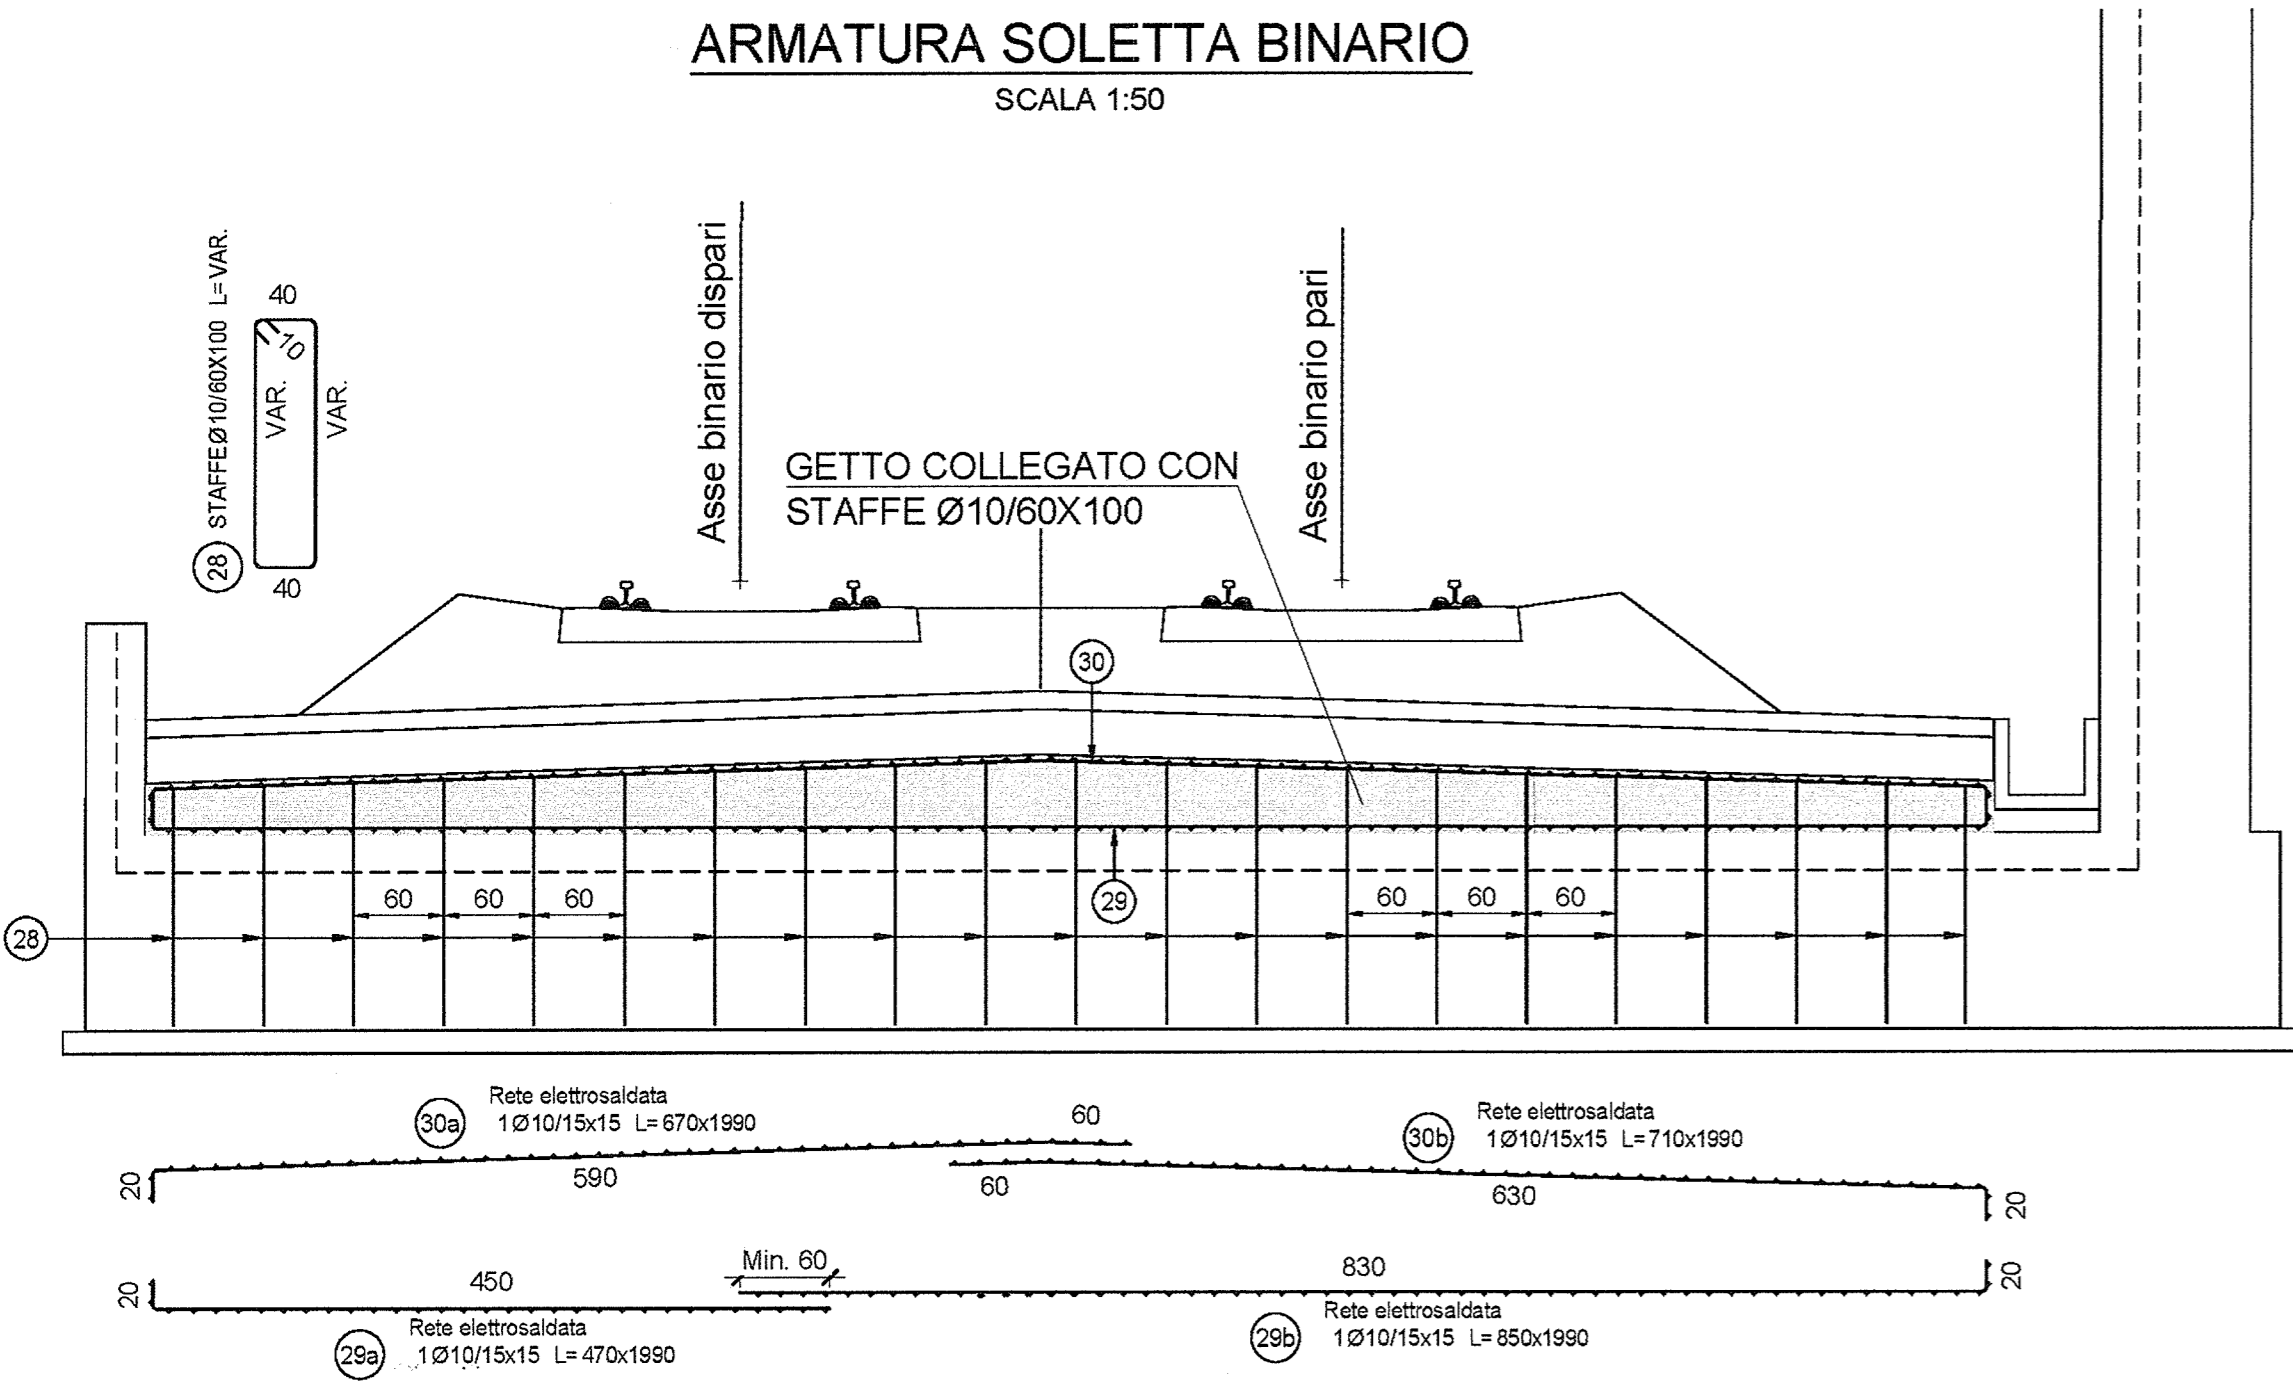 ARMATURA SOLETTA BINARIO
SCALA 1:50
28 STAFFEØ10/60X100 L=VAR.
40
10
VAR.
VAR.
40
Asse binario dispari
Asse binario pari
GETTO COLLEGATO CON
STAFFE Ø10/60X100
30
29
60 60 60
60 60 60
28
30a Rete elettrosaldata
1Ø10/15x15 L=670x1990
60
30b Rete elettrosaldata
1Ø10/15x15 L=710x1990
20
590
60
630
20
20
450
Min. 60
830
20
29a Rete elettrosaldata
1Ø10/15x15 L=470x1990
29b Rete elettrosaldata
1Ø10/15x15 L=850x1990